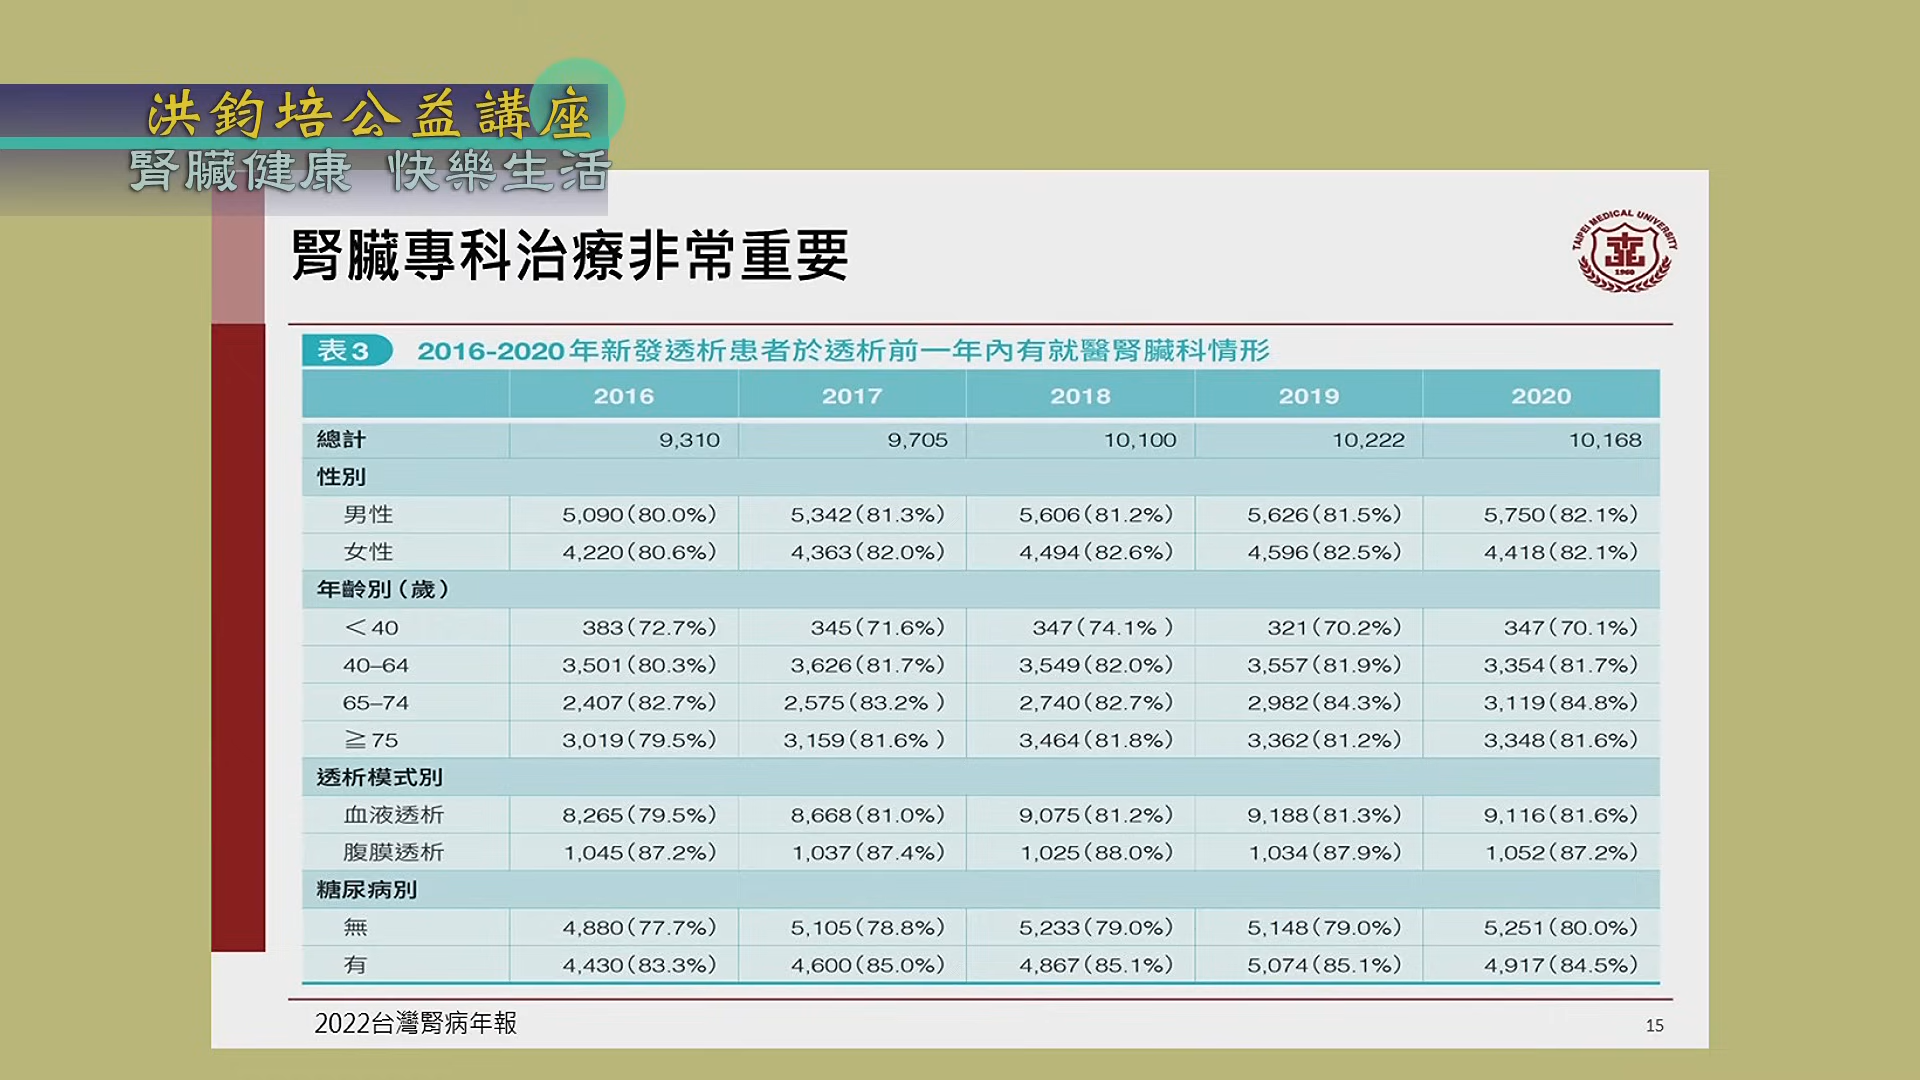 洪鈞培公益講座
腎臟健康 快樂生活
腎臟專科治療非常重要
TAIPEI MEDICAL UNIVERSITY
1960
表3 2016-2020年新發透析患者於透析前一年內有就醫腎臟科情形
2016 2017 2018 2019 2020
總計 9,310 9,705 10,100 10,222 10,168
性別
男性 5,090(80.0%) 5,342(81.3%) 5,606(81.2%) 5,626(81.5%) 5,750(82.1%)
女性 4,220(80.6%) 4,363(82.0%) 4,494(82.6%) 4,596(82.5%) 4,418(82.1%)
年齡別(歲)
＜40 383(72.7%) 345(71.6%) 347(74.1% ) 321(70.2%) 347(70.1%)
40–64 3,501(80.3%) 3,626(81.7%) 3,549(82.0%) 3,557(81.9%) 3,354(81.7%)
65–74 2,407(82.7%) 2,575(83.2% ) 2,740(82.7%) 2,982(84.3%) 3,119(84.8%)
≧75 3,019(79.5%) 3,159(81.6% ) 3,464(81.8%) 3,362(81.2%) 3,348(81.6%)
透析模式別
血液透析 8,265(79.5%) 8,668(81.0%) 9,075(81.2%) 9,188(81.3%) 9,116(81.6%)
腹膜透析 1,045(87.2%) 1,037(87.4%) 1,025(88.0%) 1,034(87.9%) 1,052(87.2%)
糖尿病別
無 4,880(77.7%) 5,105(78.8%) 5,233(79.0%) 5,148(79.0%) 5,251(80.0%)
有 4,430(83.3%) 4,600(85.0%) 4,867(85.1%) 5,074(85.1%) 4,917(84.5%)
2022台灣腎病年報
15